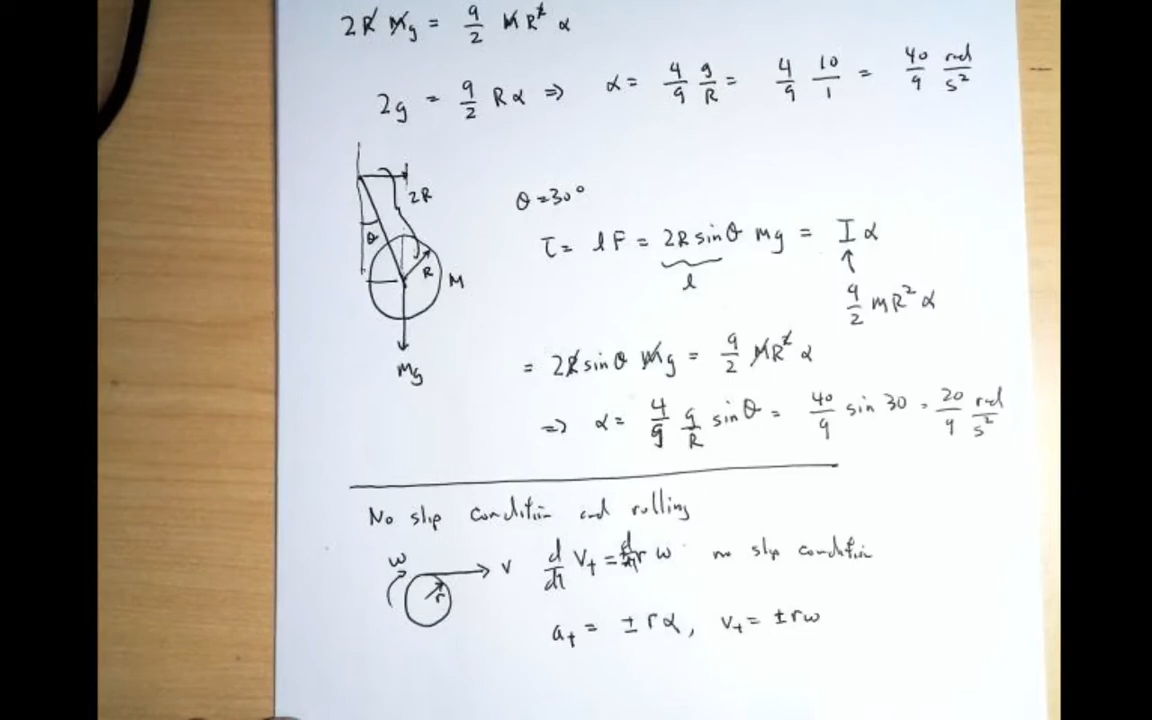 2R Mg = 9/2 M R² α
2g = 9/2 R α ⇒ α = 4/9 g/R = 4/9 10/1 = 40/9 rad/s²
2R
θ
R
M
Mg
θ = 30°
τ = l F = 2R sinθ Mg = I α
l
↑
9/2 MR² α
= 2R sinθ Mg = 9/2 MR² α
⇒ α = 4/9 g/R sinθ = 40/9 sin 30 = 20/9 rad/s²
No slip condition and rolling
ω
r
v
d/dt v_t = d/dt r ω no slip condition
a_t = ± r α, v_t = ± r ω